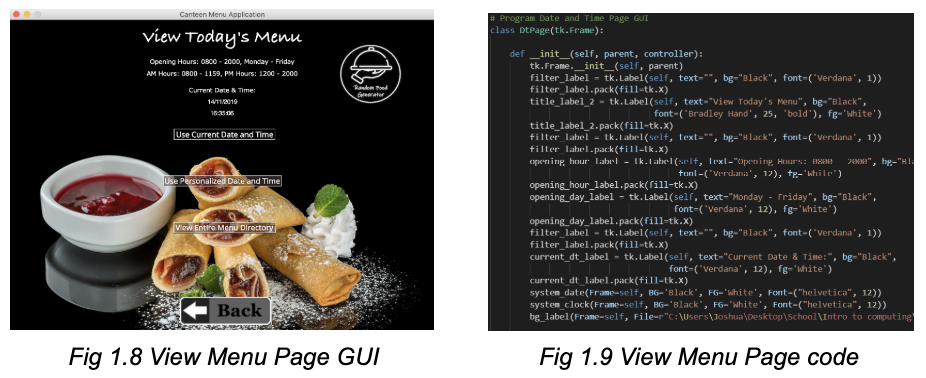 Canteen Menu Application
View Today's Menu
Opening Hours: 0800 - 2000, Monday - Friday
AM Hours: 0800 - 1159, PM Hours: 1200 - 2000
Current Date & Time:
14/11/2019
16:35:06
Random Food
Generator
Use Current Date and Time
Use Personalized Date and Time
View Entire Menu Directory
Back
Fig 1.8 View Menu Page GUI
# Program Date and Time Page GUI
class DtPage(tk.Frame):
def __init__(self, parent, controller):
tk.Frame.__init__(self, parent)
filter_label = tk.Label(self, text="", bg="Black", font=('Verdana', 1))
filter_label.pack(fill=tk.X)
title_label_2 = tk.Label(self, text="View Today's Menu", bg="Black",
font=('Bradley Hand', 25, 'bold'), fg='White')
title_label_2.pack(fill=tk.X)
filter_label = tk.Label(self, text="", bg="Black", font=('Verdana', 1))
filter_label.pack(fill=tk.X)
opening_hour_label = tk.Label(self, text="Opening Hours: 0800 - 2000", bg="Bl
font=('Verdana', 12), fg='White')
opening_hour_label.pack(fill=tk.X)
opening_day_label = tk.Label(self, text="Monday - Friday", bg="Black",
font=('Verdana', 12), fg='White')
opening_day_label.pack(fill=tk.X)
filter_label = tk.Label(self, text="", bg="Black", font=('Verdana', 1))
filter_label.pack(fill=tk.X)
current_dt_label = tk.Label(self, text="Current Date & Time:", bg="Black",
font=('Verdana', 12), fg='White')
current_dt_label.pack(fill=tk.X)
system_date(Frame=self, BG='Black', FG='White', Font=("helvetica", 12))
system_clock(Frame=self, BG='Black', FG='White', Font=("helvetica", 12))
bg_label(Frame=self, File=r"C:\Users\Joshua\Desktop\School\Intro to computing\
Fig 1.9 View Menu Page code